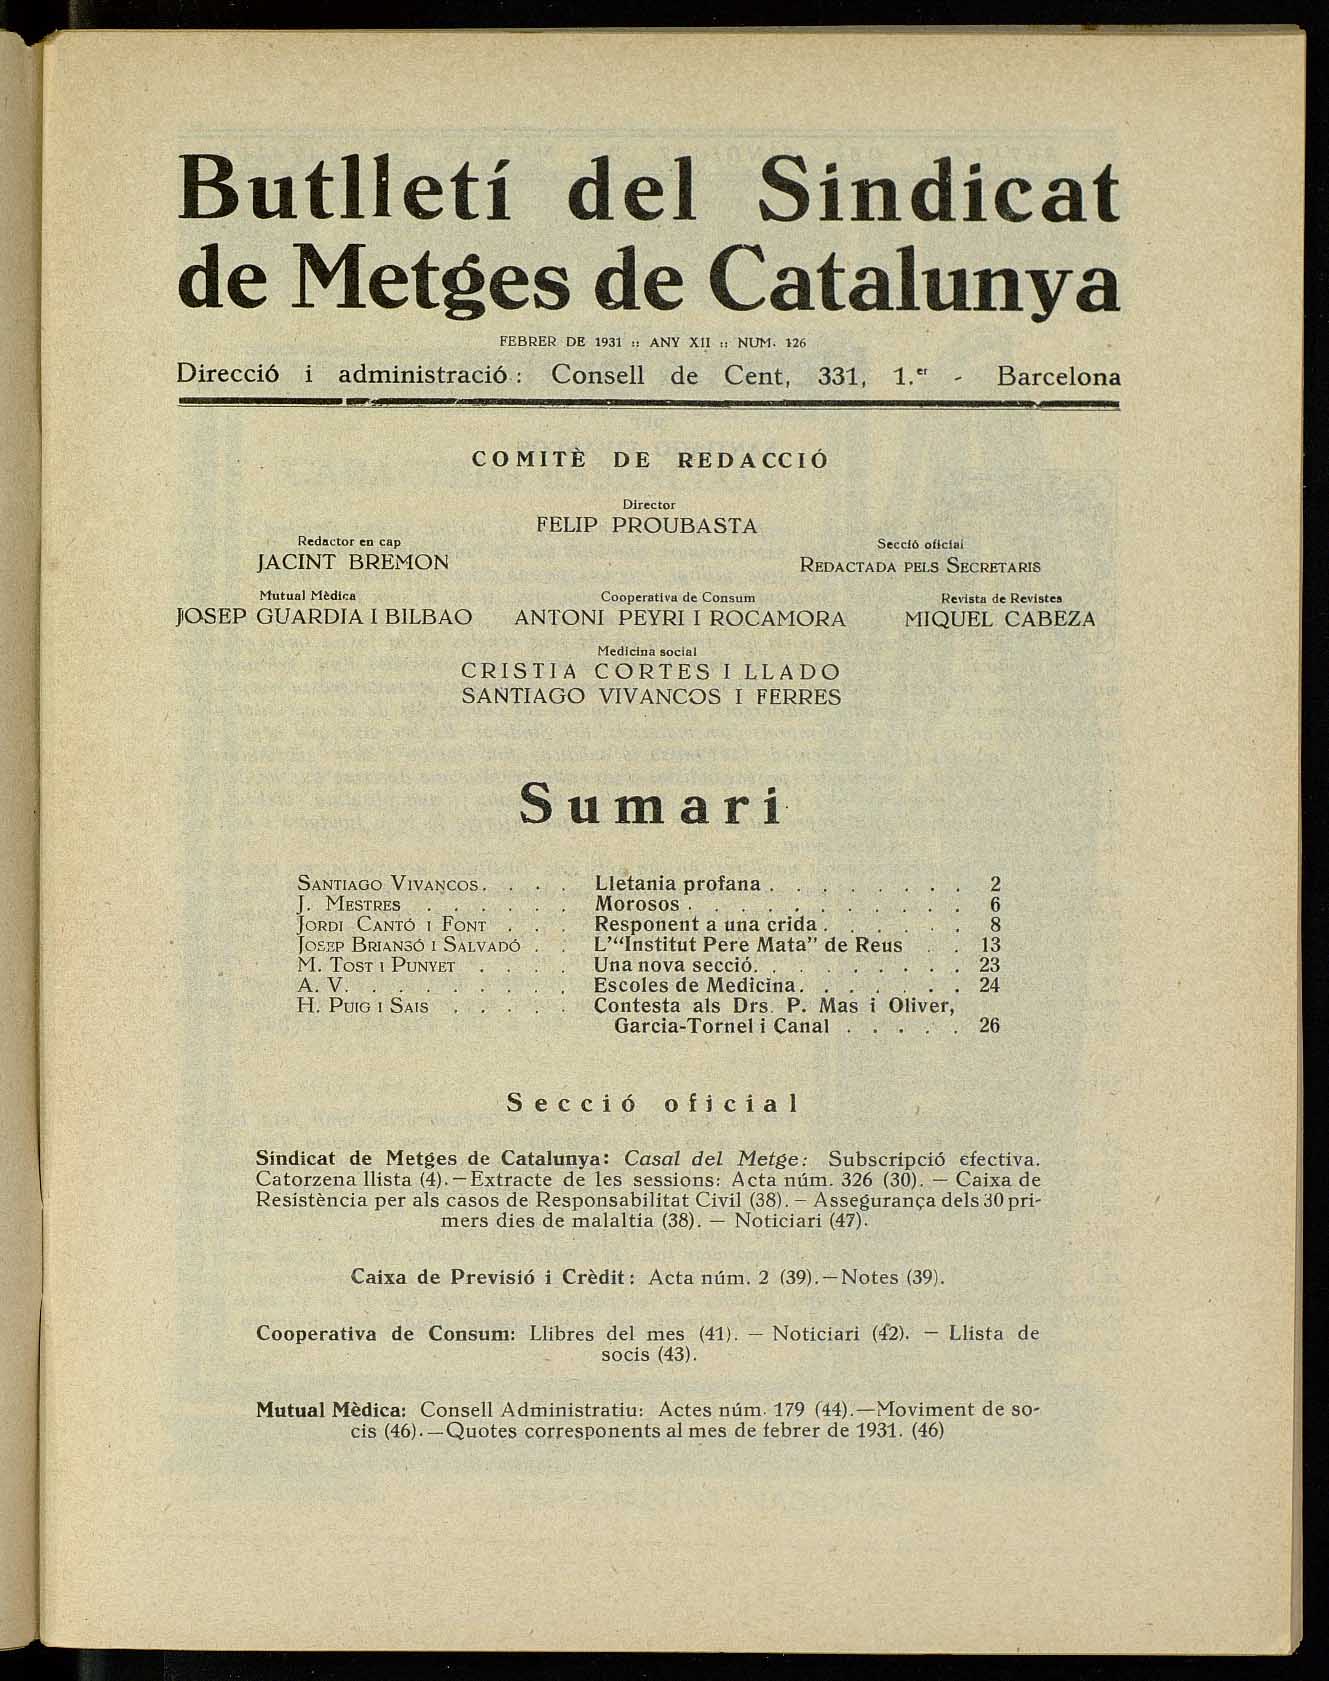 Butlletí del Sindicat
de Metges de Catalunya
FEBRER DE 1931 :: ANY XII :: NUM. 126
Direcció i administració: Consell de Cent, 331, 1.er - Barcelona
COMITÈ DE REDACCIÓ
Director
FELIP PROUBASTA
Redactor en cap
JACINT BREMON
Secció oficial
REDACTADA PELS SECRETARIS
Mutual Mèdica
JOSEP GUARDIA I BILBAO
Cooperativa de Consum
ANTONI PEYRI I ROCAMORA
Revista de Revistes
MIQUEL CABEZA
Medicina social
CRISTIA CORTES I LLADO
SANTIAGO VIVANCOS I FERRES
Sumari
SANTIAGO VIVANCOS. . . . Lletania profana . . . . . . . . 2
J. MESTRES . . . . . . Morosos . . . . . . . . . . . 6
JORDI CANTÓ I FONT . . . Responent a una crida . . . . . . 8
JOSEP BRIANSÓ I SALVADÓ . . L'“Institut Pere Mata” de Reus . . 13
M. TOST I PUNYET . . . . Una nova secció. . . . . . . . . 23
A. V. . . . . . . . . . Escoles de Medicina. . . . . . . 24
H. PUIG I SAIS . . . . . Contesta als Drs. P. Mas i Oliver,
Garcia-Tornel i Canal . . . . . 26
Secció oficial
Sindicat de Metges de Catalunya: Casal del Metge: Subscripció efectiva.
Catorzena llista (4). — Extracte de les sessions: Acta núm. 326 (30). — Caixa de
Resistència per als casos de Responsabilitat Civil (38). — Assegurança dels 30 pri-
mers dies de malaltia (38). — Noticiari (47).
Caixa de Previsió i Crèdit: Acta núm. 2 (39).—Notes (39).
Cooperativa de Consum: Llibres del mes (41). — Noticiari (42). — Llista de
socis (43).
Mutual Mèdica: Consell Administratiu: Actes núm. 179 (44).—Moviment de so-
cis (46).—Quotes corresponents al mes de febrer de 1931. (46)